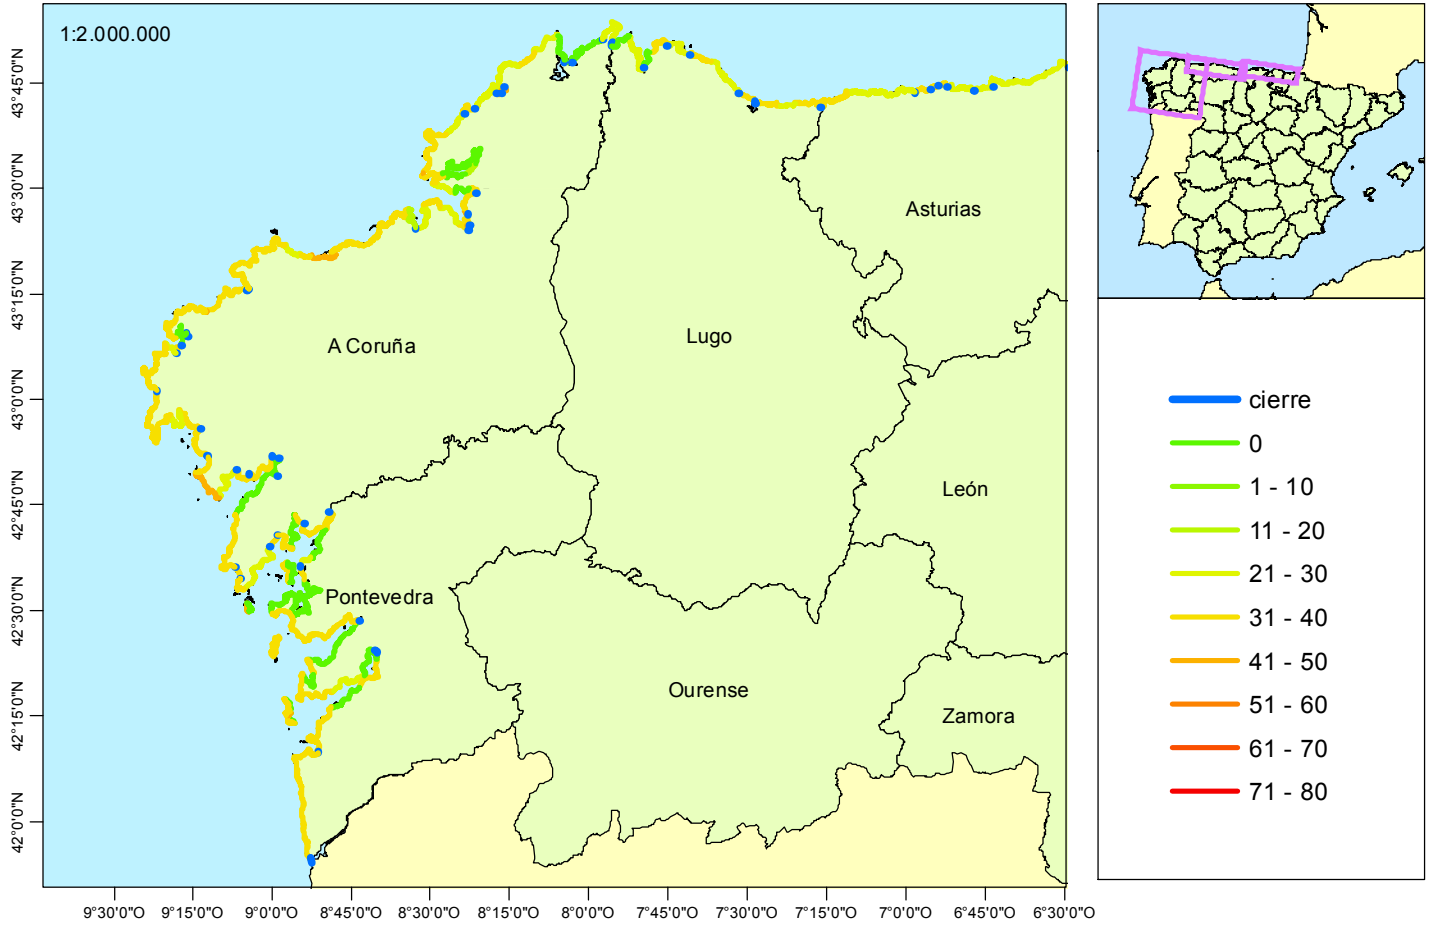 1:2.000.000
43°45'0"N
43°30'0"N
43°15'0"N
43°0'0"N
42°45'0"N
42°30'0"N
42°15'0"N
42°0'0"N
Asturias
Lugo
A Coruña
León
Pontevedra
Ourense
Zamora
9°30'0"O 9°15'0"O 9°0'0"O 8°45'0"O 8°30'0"O 8°15'0"O 8°0'0"O 7°45'0"O 7°30'0"O 7°15'0"O 7°0'0"O 6°45'0"O 6°30'0"O
cierre
0
1 - 10
11 - 20
21 - 30
31 - 40
41 - 50
51 - 60
61 - 70
71 - 80